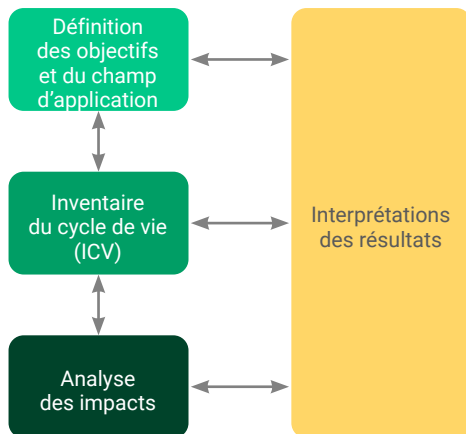 Définition
des objectifs
et du champ
d’application
Inventaire
du cycle de vie
(ICV)
Analyse
des impacts
Interprétations
des résultats